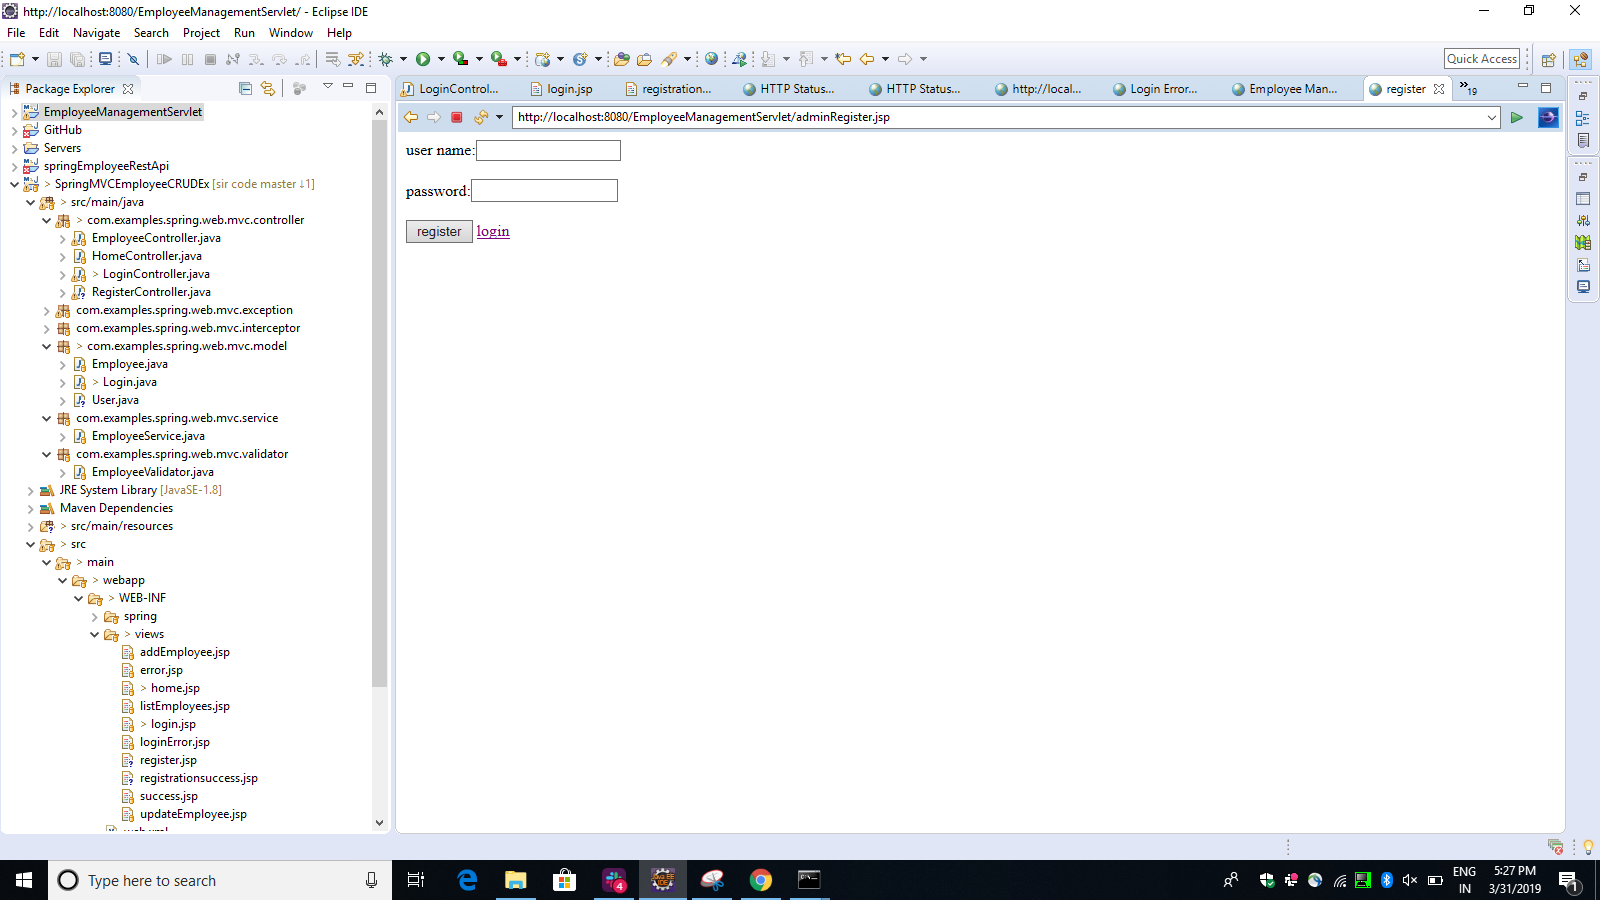 http://localhost:8080/EmployeeManagementServlet/ - Eclipse IDE
File Edit Navigate Search Project Run Window Help
Quick Access
Package Explorer
LoginControl...
login.jsp
registration...
HTTP Status...
HTTP Status...
http://local...
Login Error...
Employee Man...
register
»19
http://localhost:8080/EmployeeManagementServlet/adminRegister.jsp
EmployeeManagementServlet
GitHub
Servers
springEmployeeRestApi
> SpringMVCEmployeeCRUDEx [sir code master ↓1]
> src/main/java
> com.examples.spring.web.mvc.controller
EmployeeController.java
HomeController.java
> LoginController.java
RegisterController.java
com.examples.spring.web.mvc.exception
com.examples.spring.web.mvc.interceptor
> com.examples.spring.web.mvc.model
Employee.java
> Login.java
User.java
com.examples.spring.web.mvc.service
EmployeeService.java
com.examples.spring.web.mvc.validator
EmployeeValidator.java
JRE System Library [JavaSE-1.8]
Maven Dependencies
> src/main/resources
> src
> main
> webapp
> WEB-INF
spring
> views
addEmployee.jsp
error.jsp
> home.jsp
listEmployees.jsp
> login.jsp
loginError.jsp
register.jsp
registrationsuccess.jsp
success.jsp
updateEmployee.jsp
web.xml
user name:
password:
register login
Type here to search
4
ENG
IN
5:27 PM
3/31/2019
1